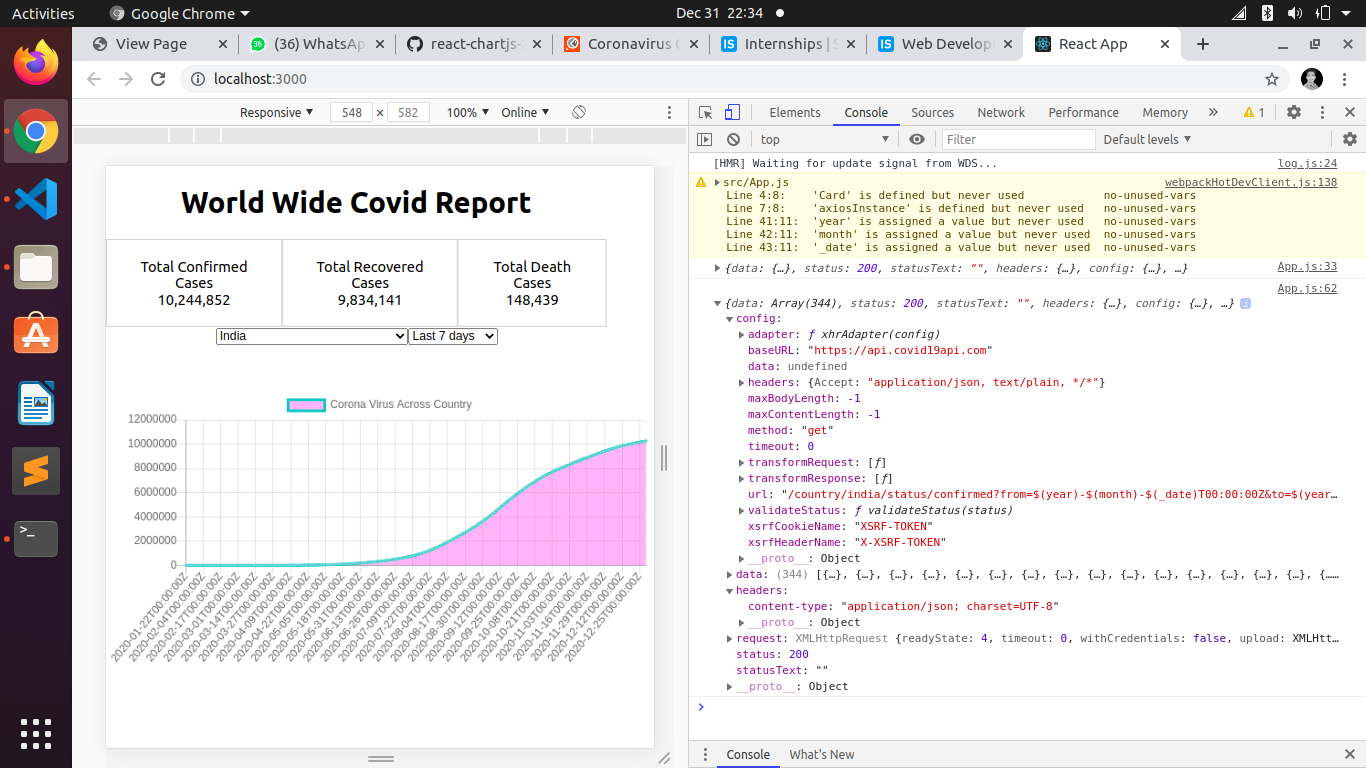 Activities Google Chrome Dec 31 22:34
View Page
(36) WhatsAp
react-chartjs-
Coronavirus
Internships | S
Web Develop
React App
localhost:3000
Responsive 548 × 582 100% Online
World Wide Covid Report
Total Confirmed Cases 10,244,852
Total Recovered Cases 9,834,141
Total Death Cases 148,439
India Last 7 days
Corona Virus Across Country
12000000
10000000
8000000
6000000
4000000
2000000
0
2020-01-22T00:00:00Z
2020-02-04T00:00:00Z
2020-02-17T00:00:00Z
2020-03-01T00:00:00Z
2020-03-14T00:00:00Z
2020-03-27T00:00:00Z
2020-04-09T00:00:00Z
2020-04-22T00:00:00Z
2020-05-05T00:00:00Z
2020-05-18T00:00:00Z
2020-05-31T00:00:00Z
2020-06-13T00:00:00Z
2020-06-26T00:00:00Z
2020-07-09T00:00:00Z
2020-07-22T00:00:00Z
2020-08-04T00:00:00Z
2020-08-17T00:00:00Z
2020-08-30T00:00:00Z
2020-09-12T00:00:00Z
2020-09-25T00:00:00Z
2020-10-08T00:00:00Z
2020-10-21T00:00:00Z
2020-11-03T00:00:00Z
2020-11-16T00:00:00Z
2020-11-29T00:00:00Z
2020-12-12T00:00:00Z
2020-12-25T00:00:00Z
Elements Console Sources Network Performance Memory » 1
top Filter Default levels
[HMR] Waiting for update signal from WDS... log.js:24
src/App.js webpackHotDevClient.js:138
Line 4:8: 'Card' is defined but never used no-unused-vars
Line 7:8: 'axiosInstance' is defined but never used no-unused-vars
Line 41:11: 'year' is assigned a value but never used no-unused-vars
Line 42:11: 'month' is assigned a value but never used no-unused-vars
Line 43:11: '_date' is assigned a value but never used no-unused-vars
{data: {…}, status: 200, statusText: "", headers: {…}, config: {…}, …} App.js:33
App.js:62
{data: Array(344), status: 200, statusText: "", headers: {…}, config: {…}, …} i
config:
adapter: ƒ xhrAdapter(config)
baseURL: "https://api.covid19api.com"
data: undefined
headers: {Accept: "application/json, text/plain, */*"}
maxBodyLength: -1
maxContentLength: -1
method: "get"
timeout: 0
transformRequest: [ƒ]
transformResponse: [ƒ]
url: "/country/india/status/confirmed?from=$(year)-$(month)-$(_date)T00:00:00Z&to=$(year…
validateStatus: ƒ validateStatus(status)
xsrfCookieName: "XSRF-TOKEN"
xsrfHeaderName: "X-XSRF-TOKEN"
__proto__: Object
data: (344) [{…}, {…}, {…}, {…}, {…}, {…}, {…}, {…}, {…}, {…}, {…}, {…}, {…}, {…}, {…}, {……
headers:
content-type: "application/json; charset=UTF-8"
__proto__: Object
request: XMLHttpRequest {readyState: 4, timeout: 0, withCredentials: false, upload: XMLHtt…
status: 200
statusText: ""
__proto__: Object
>
Console What's New